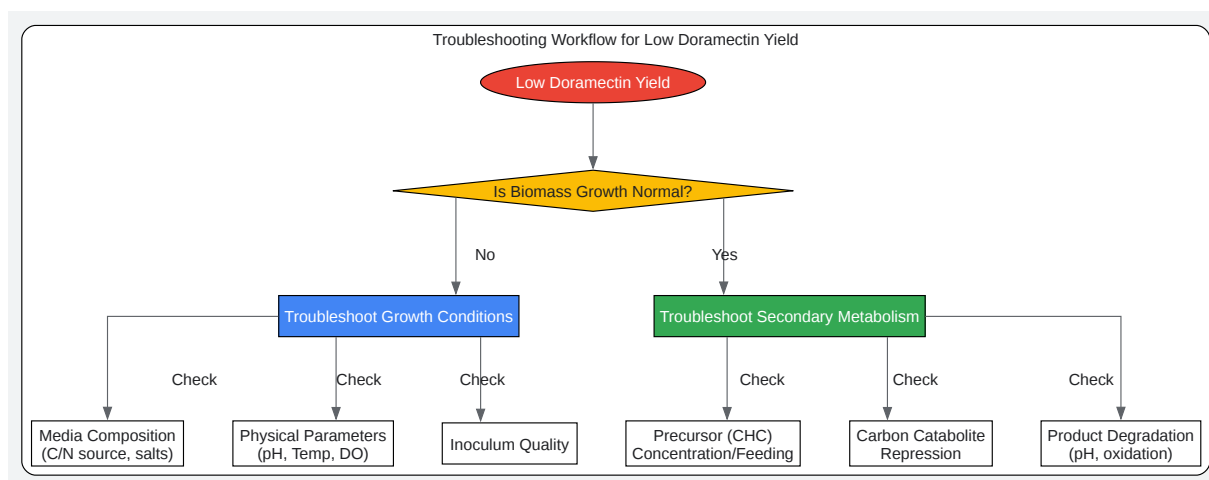 Troubleshooting Workflow for Low Doramectin Yield
Low Doramectin Yield
Is Biomass Growth Normal?
No
Yes
Troubleshoot Growth Conditions
Troubleshoot Secondary Metabolism
Check
Check
Check
Check
Check
Check
Media Composition
(C/N source, salts)
Physical Parameters
(pH, Temp, DO)
Inoculum Quality
Precursor (CHC)
Concentration/Feeding
Carbon Catabolite
Repression
Product Degradation
(pH, oxidation)